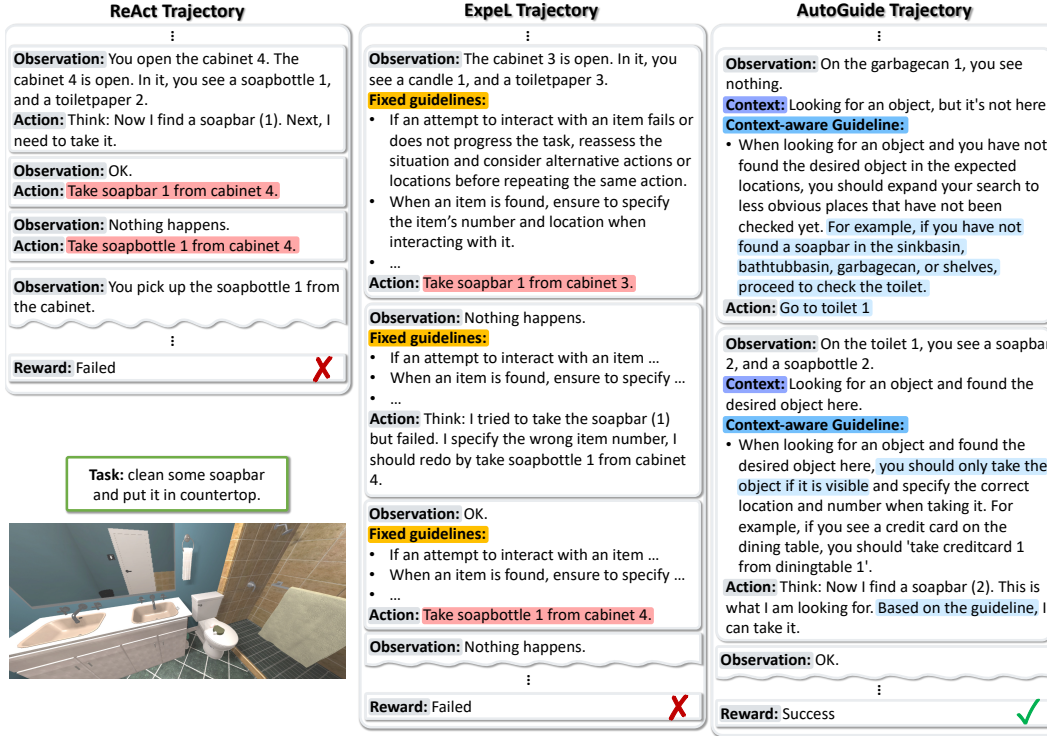 ReAct Trajectory
⋮
Observation: You open the cabinet 4. The
cabinet 4 is open. In it, you see a soapbottle 1,
and a toiletpaper 2.
Action: Think: Now I find a soapbar (1). Next, I
need to take it.
Observation: OK.
Action: Take soapbar 1 from cabinet 4.
Observation: Nothing happens.
Action: Take soapbottle 1 from cabinet 4.
Observation: You pick up the soapbottle 1 from
the cabinet.
⋮
Reward: Failed ✗
Task: clean some soapbar
and put it in countertop.
ExpeL Trajectory
⋮
Observation: The cabinet 3 is open. In it, you
see a candle 1, and a toiletpaper 3.
Fixed guidelines:
• If an attempt to interact with an item fails or
does not progress the task, reassess the
situation and consider alternative actions or
locations before repeating the same action.
• When an item is found, ensure to specify
the item's number and location when
interacting with it.
• ...
Action: Take soapbar 1 from cabinet 3.
Observation: Nothing happens.
Fixed guidelines:
• If an attempt to interact with an item ...
• When an item is found, ensure to specify ...
• ...
Action: Think: I tried to take the soapbar (1)
but failed. I specify the wrong item number, I
should redo by take soapbottle 1 from cabinet
4.
Observation: OK.
Fixed guidelines:
• If an attempt to interact with an item ...
• When an item is found, ensure to specify ...
• ...
Action: Take soapbottle 1 from cabinet 4.
Observation: Nothing happens.
⋮
Reward: Failed ✗
AutoGuide Trajectory
⋮
Observation: On the garbagecan 1, you see
nothing.
Context: Looking for an object, but it's not here
Context-aware Guideline:
• When looking for an object and you have not
found the desired object in the expected
locations, you should expand your search to
less obvious places that have not been
checked yet. For example, if you have not
found a soapbar in the sinkbasin,
bathtubbasin, garbagecan, or shelves,
proceed to check the toilet.
Action: Go to toilet 1
Observation: On the toilet 1, you see a soapbar
2, and a soapbottle 2.
Context: Looking for an object and found the
desired object here.
Context-aware Guideline:
• When looking for an object and found the
desired object here, you should only take the
object if it is visible and specify the correct
location and number when taking it. For
example, if you see a credit card on the
dining table, you should 'take creditcard 1
from diningtable 1'.
Action: Think: Now I find a soapbar (2). This is
what I am looking for. Based on the guideline, I
can take it.
Observation: OK.
⋮
Reward: Success ✓